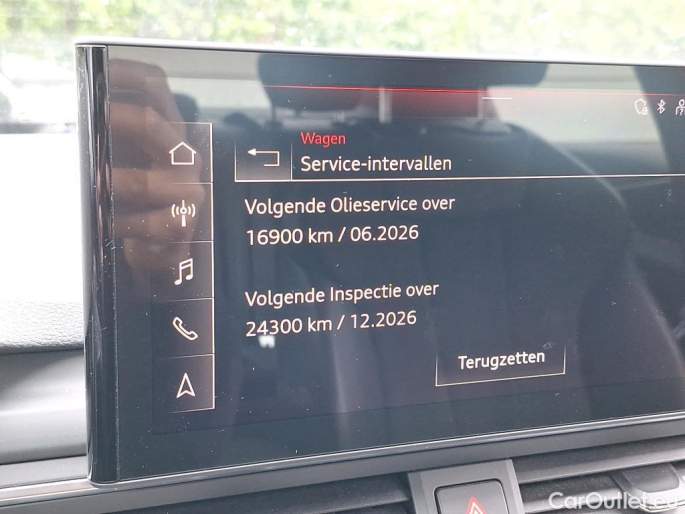 Wagen
Service-intervallen
Volgende Olieservice over
16900 km / 06.2026
Volgende Inspectie over
24300 km / 12.2026
Terugzetten
CarOutlet.eu